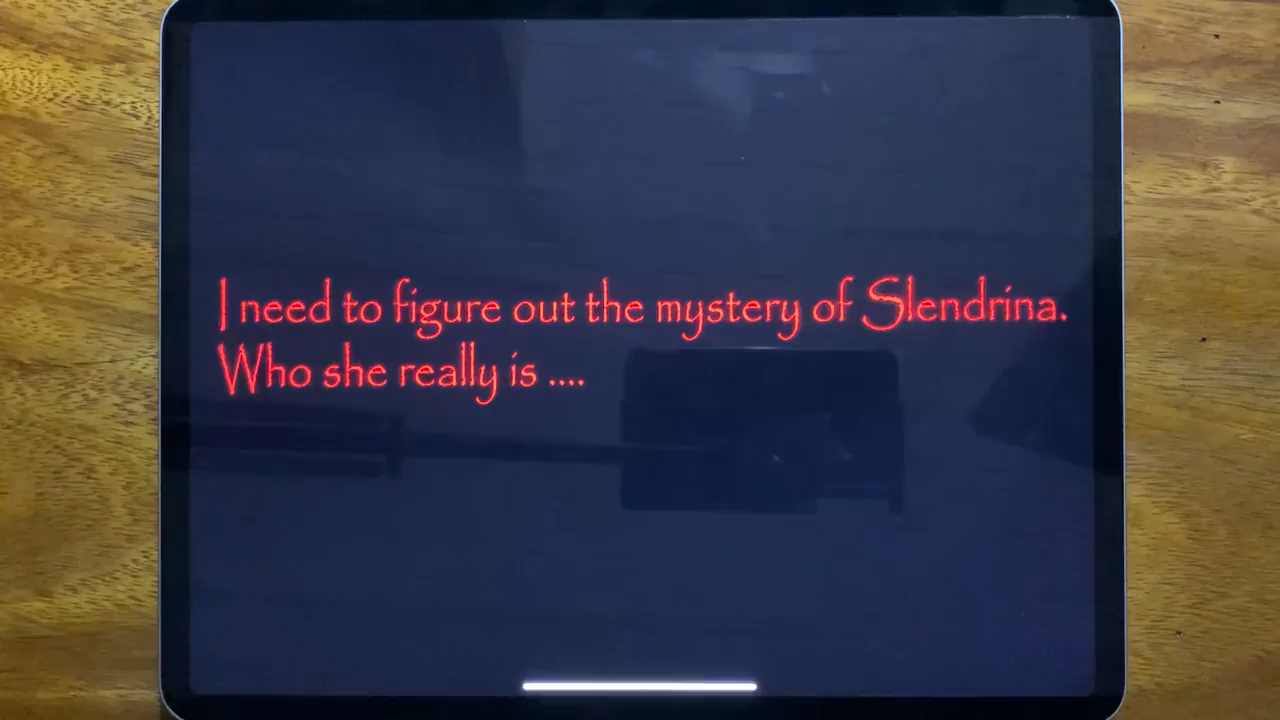 I need to figure out the mystery of Slendrina.
Who she really is ....